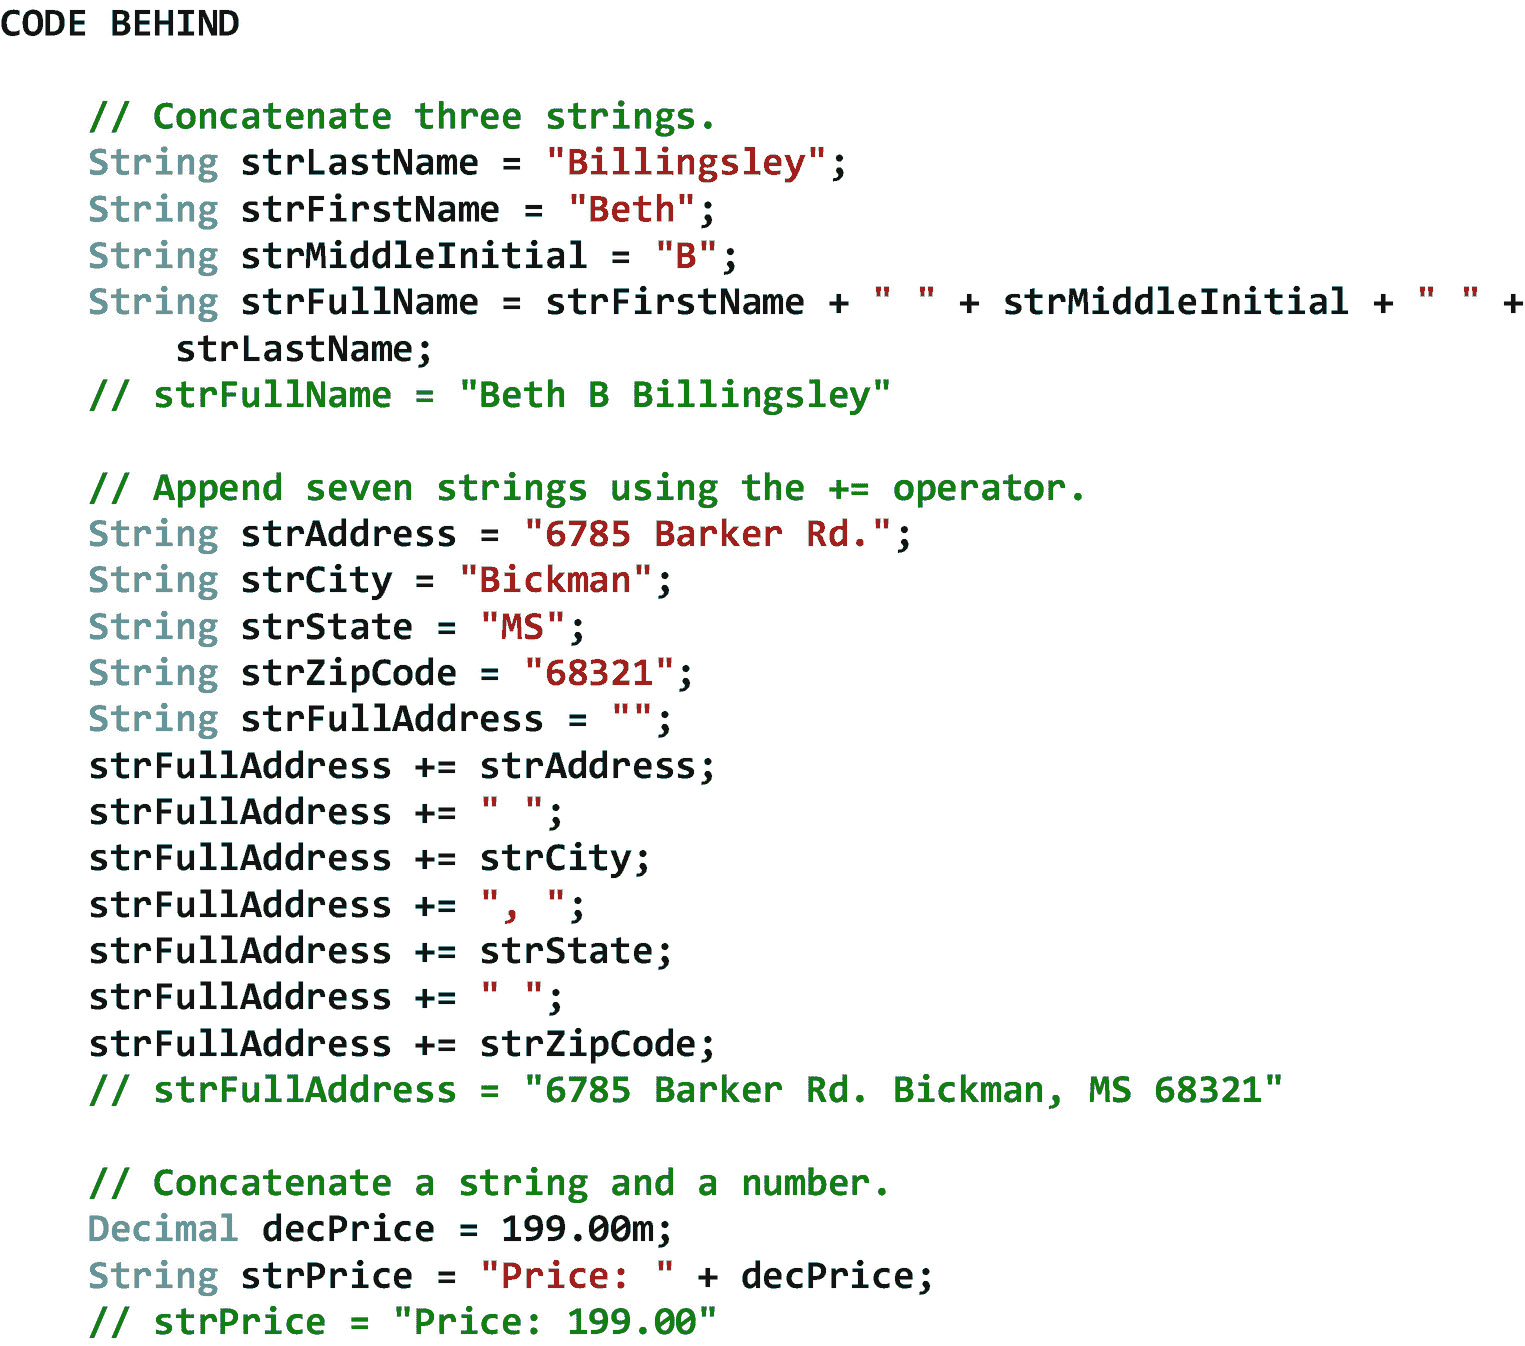 CODE BEHIND
// Concatenate three strings.
String strLastName = "Billingsley";
String strFirstName = "Beth";
String strMiddleInitial = "B";
String strFullName = strFirstName + " " + strMiddleInitial + " " +
strLastName;
// strFullName = "Beth B Billingsley"
// Append seven strings using the += operator.
String strAddress = "6785 Barker Rd.";
String strCity = "Bickman";
String strState = "MS";
String strZipCode = "68321";
String strFullAddress = "";
strFullAddress += strAddress;
strFullAddress += " ";
strFullAddress += strCity;
strFullAddress += ", ";
strFullAddress += strState;
strFullAddress += " ";
strFullAddress += strZipCode;
// strFullAddress = "6785 Barker Rd. Bickman, MS 68321"
// Concatenate a string and a number.
Decimal decPrice = 199.00m;
String strPrice = "Price: " + decPrice;
// strPrice = "Price: 199.00"